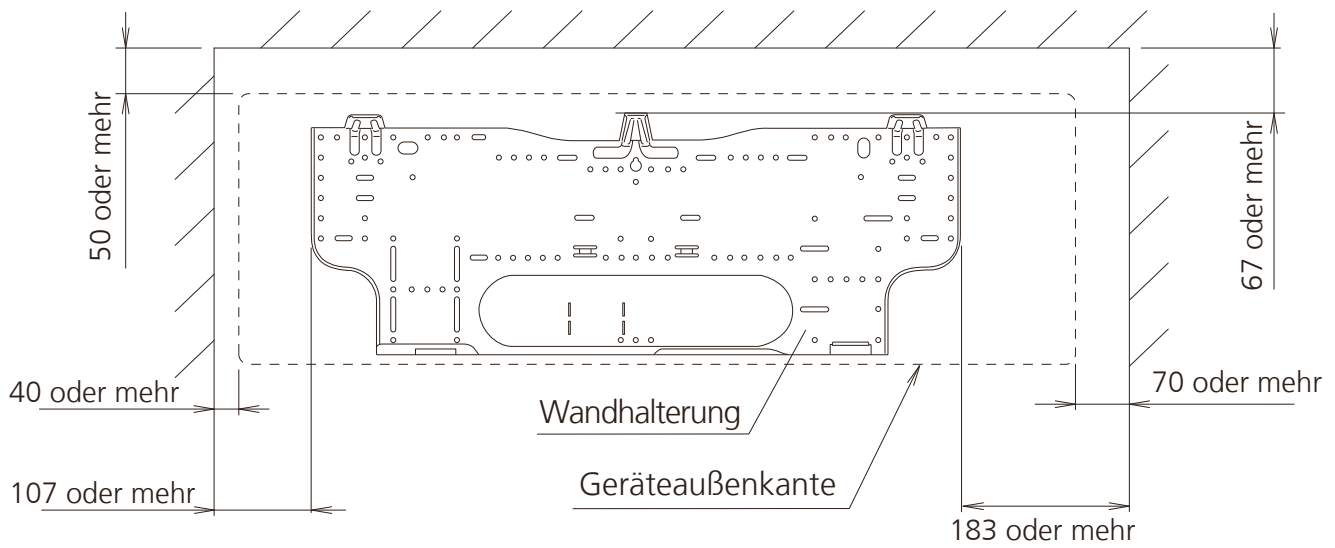 50 oder mehr
67 oder mehr
40 oder mehr
70 oder mehr
Wandhalterung
Geräteaußenkante
107 oder mehr
183 oder mehr